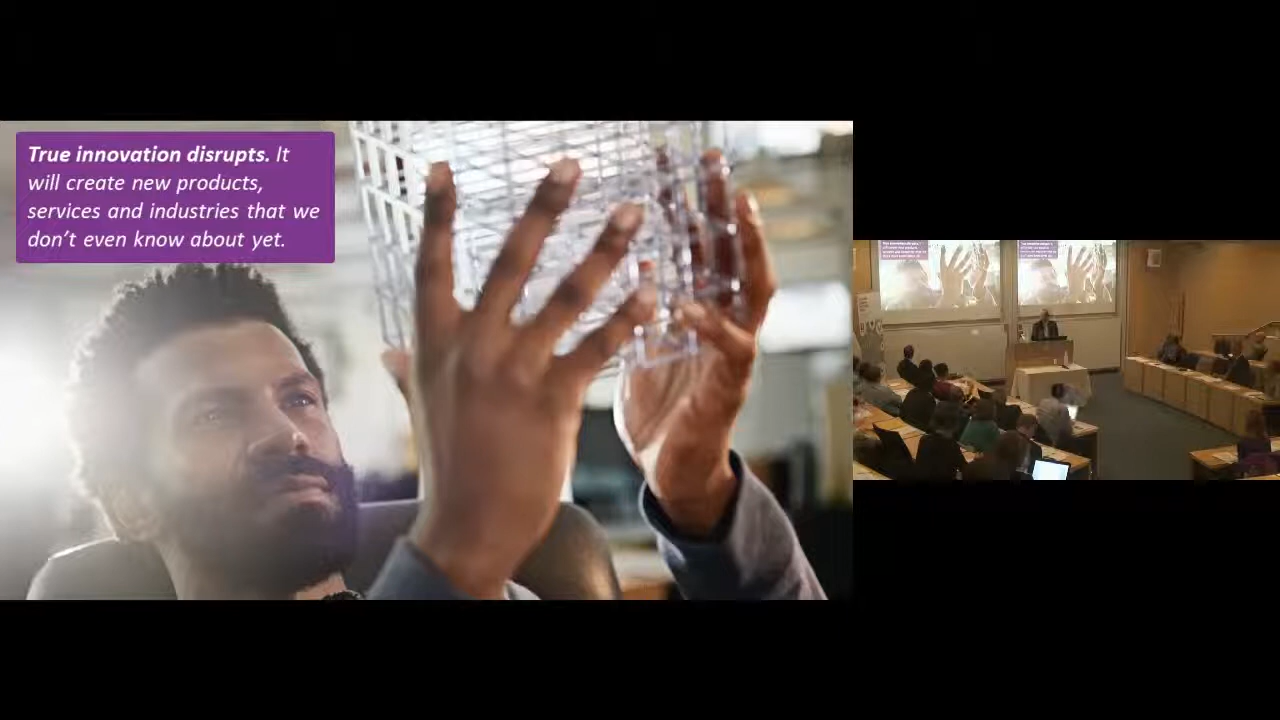 True innovation disrupts. It
will create new products,
services and industries that we
don't even know about yet.